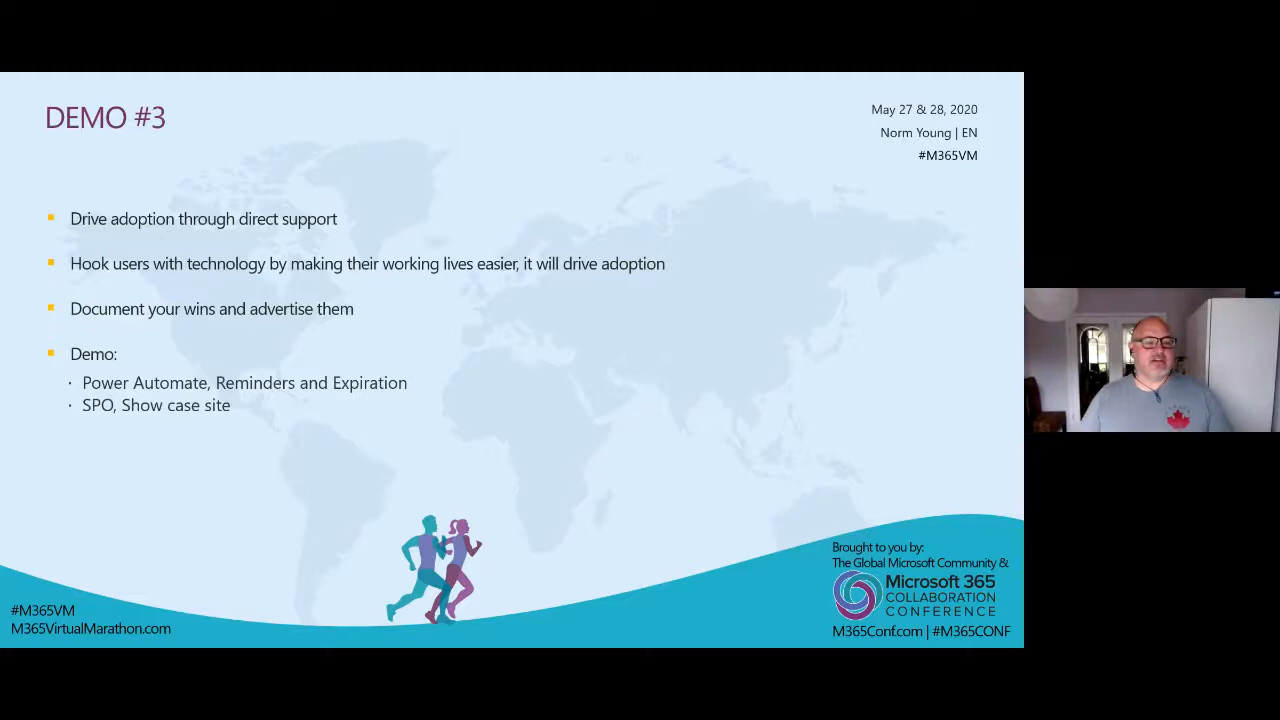 DEMO #3
May 27 & 28, 2020
Norm Young | EN
#M365VM
Drive adoption through direct support
Hook users with technology by making their working lives easier, it will drive adoption
Document your wins and advertise them
Demo:
Power Automate, Reminders and Expiration
SPO, Show case site
#M365VM
M365VirtualMarathon.com
Brought to you by:
The Global Microsoft Community &
Microsoft 365
COLLABORATION
CONFERENCE
M365Conf.com | #M365CONF